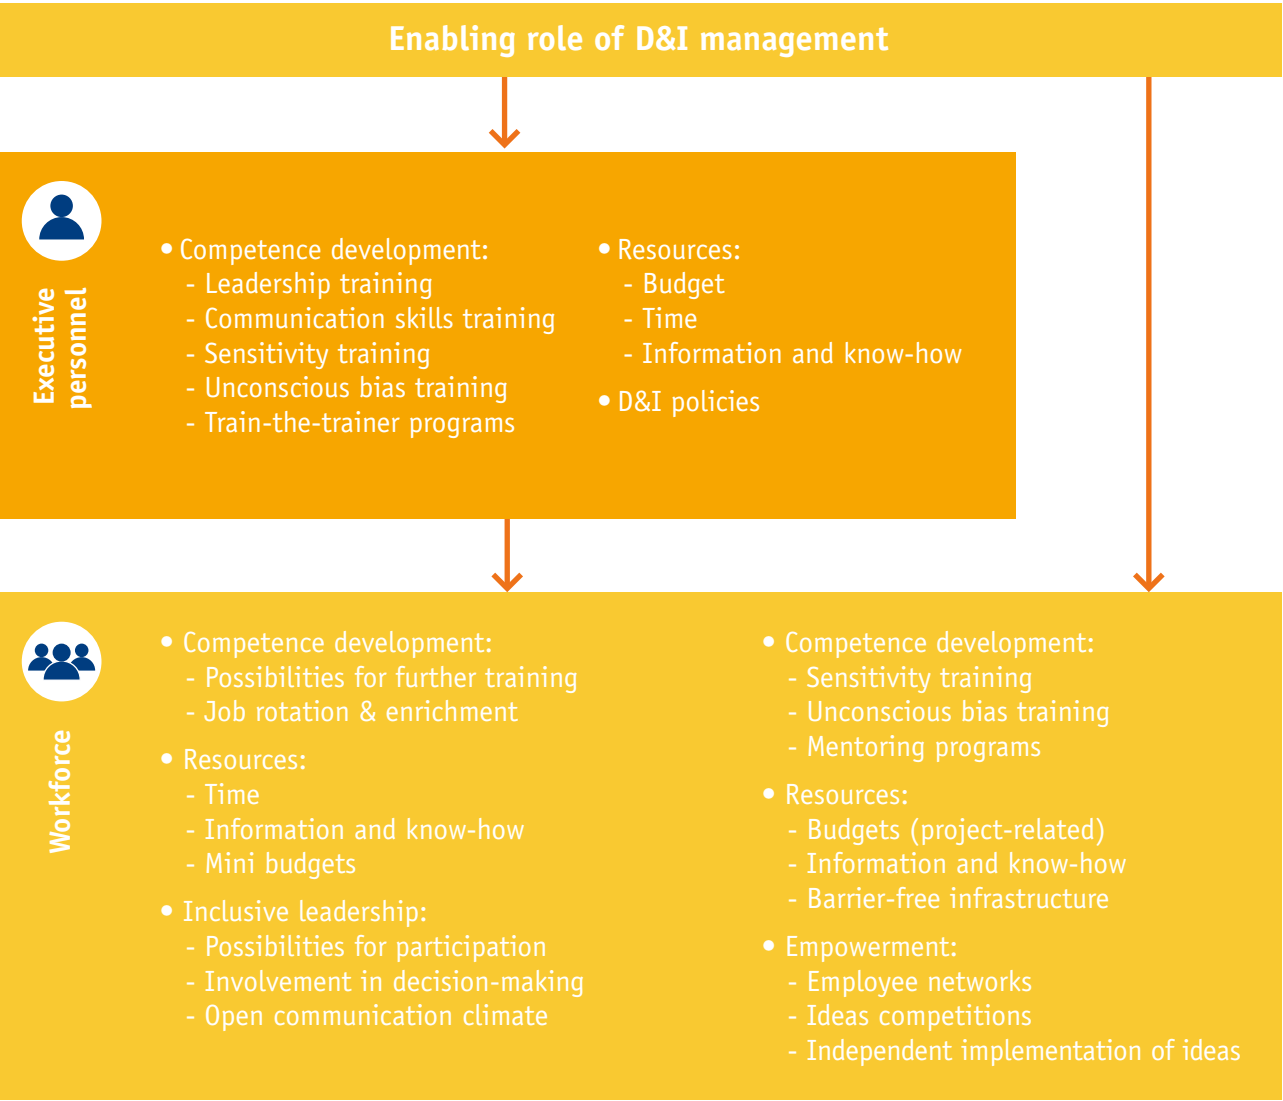 Enabling role of D&I management
Executive
personnel
• Competence development:
- Leadership training
- Communication skills training
- Sensitivity training
- Unconscious bias training
- Train-the-trainer programs
• Resources:
- Budget
- Time
- Information and know-how
• D&I policies
Workforce
• Competence development:
- Possibilities for further training
- Job rotation & enrichment
• Resources:
- Time
- Information and know-how
- Mini budgets
• Inclusive leadership:
- Possibilities for participation
- Involvement in decision-making
- Open communication climate
• Competence development:
- Sensitivity training
- Unconscious bias training
- Mentoring programs
• Resources:
- Budgets (project-related)
- Information and know-how
- Barrier-free infrastructure
• Empowerment:
- Employee networks
- Ideas competitions
- Independent implementation of ideas